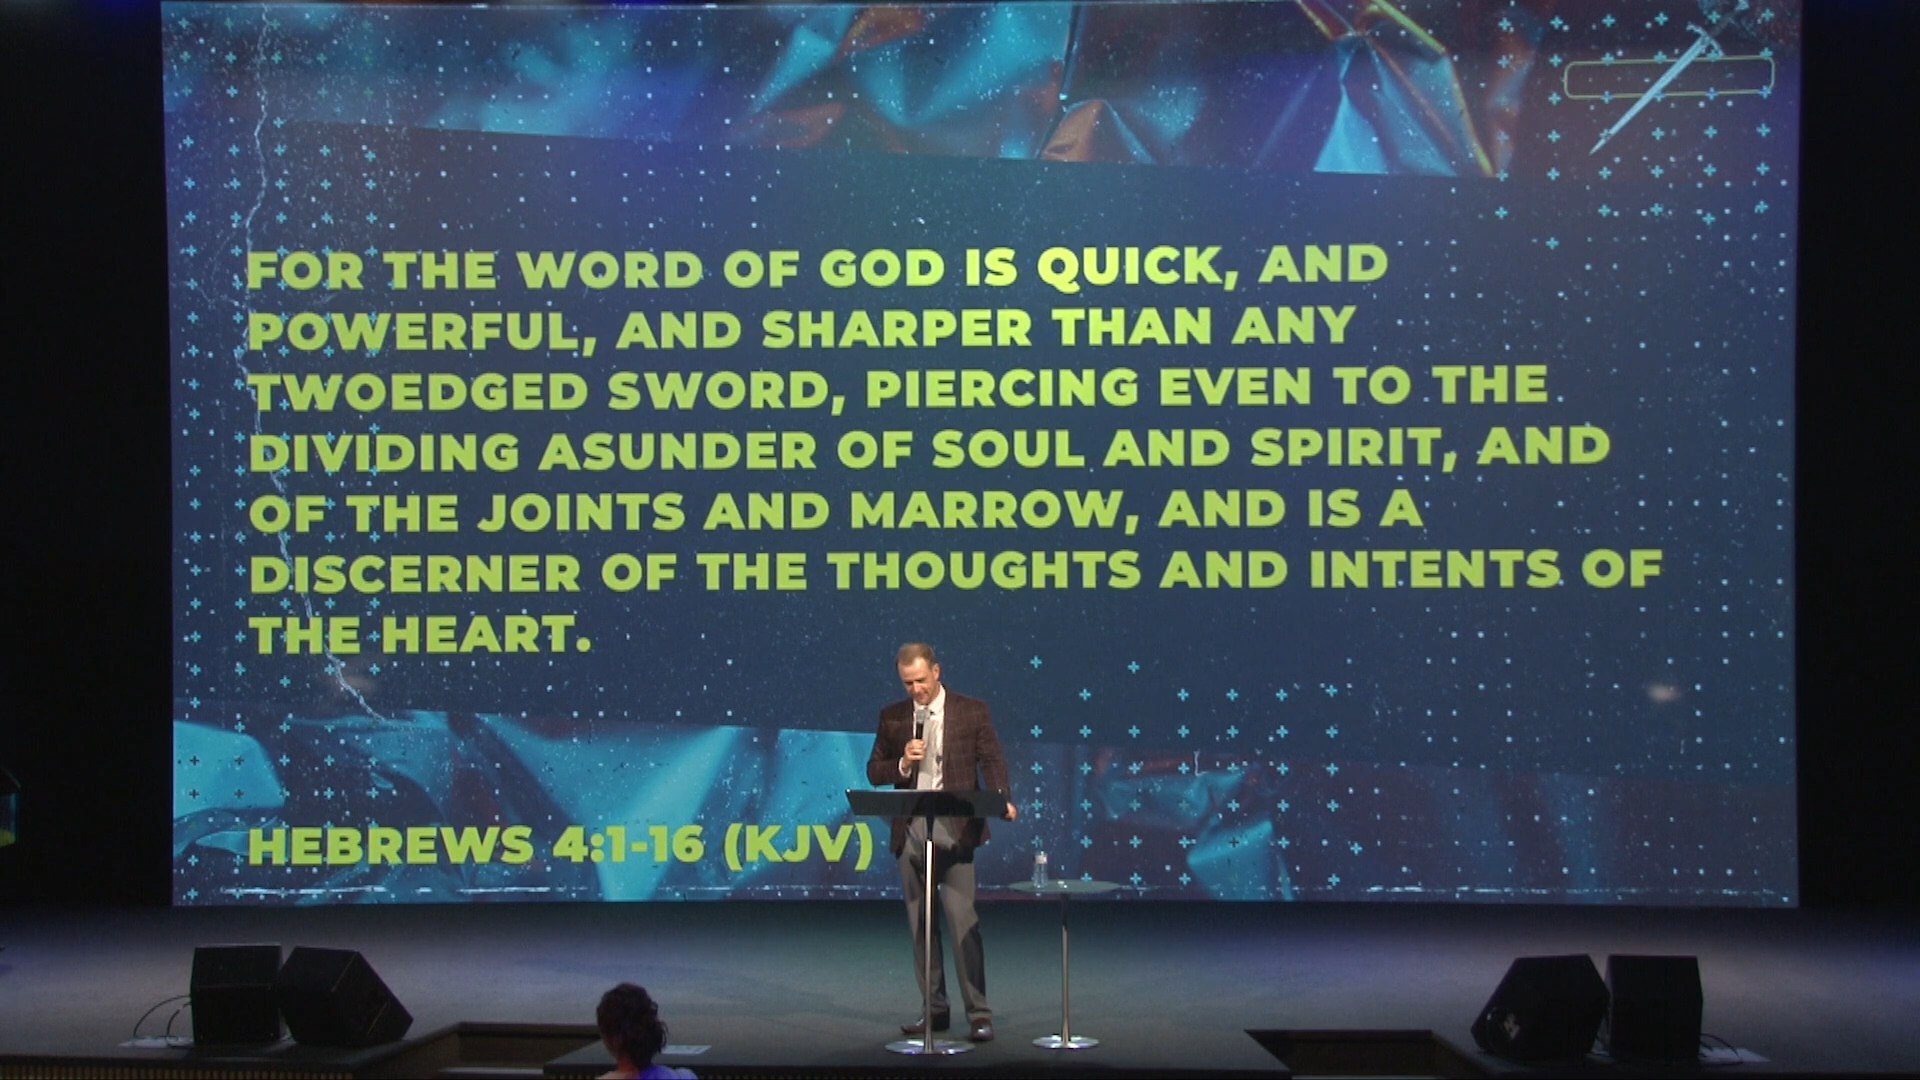 FOR THE WORD OF GOD IS QUICK, AND
POWERFUL, AND SHARPER THAN ANY
TWOEDGED SWORD, PIERCING EVEN TO THE
DIVIDING ASUNDER OF SOUL AND SPIRIT, AND
OF THE JOINTS AND MARROW, AND IS A
DISCERNER OF THE THOUGHTS AND INTENTS OF
THE HEART.
HEBREWS 4:1-16 (KJV)